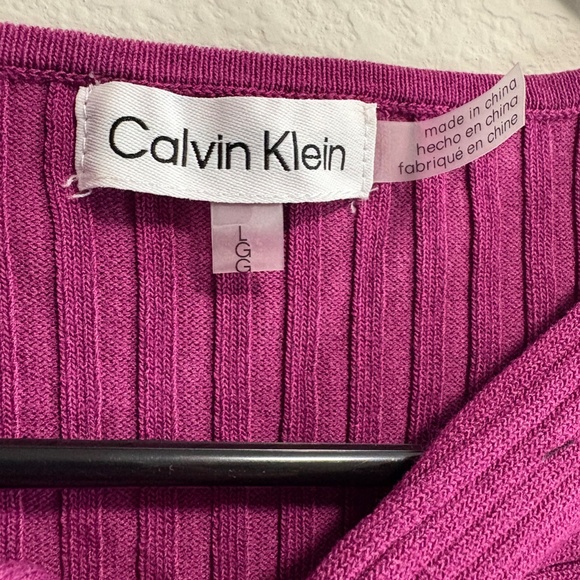 Calvin Klein
made in china
hecho en china
fabriqué en chine
L
G
G